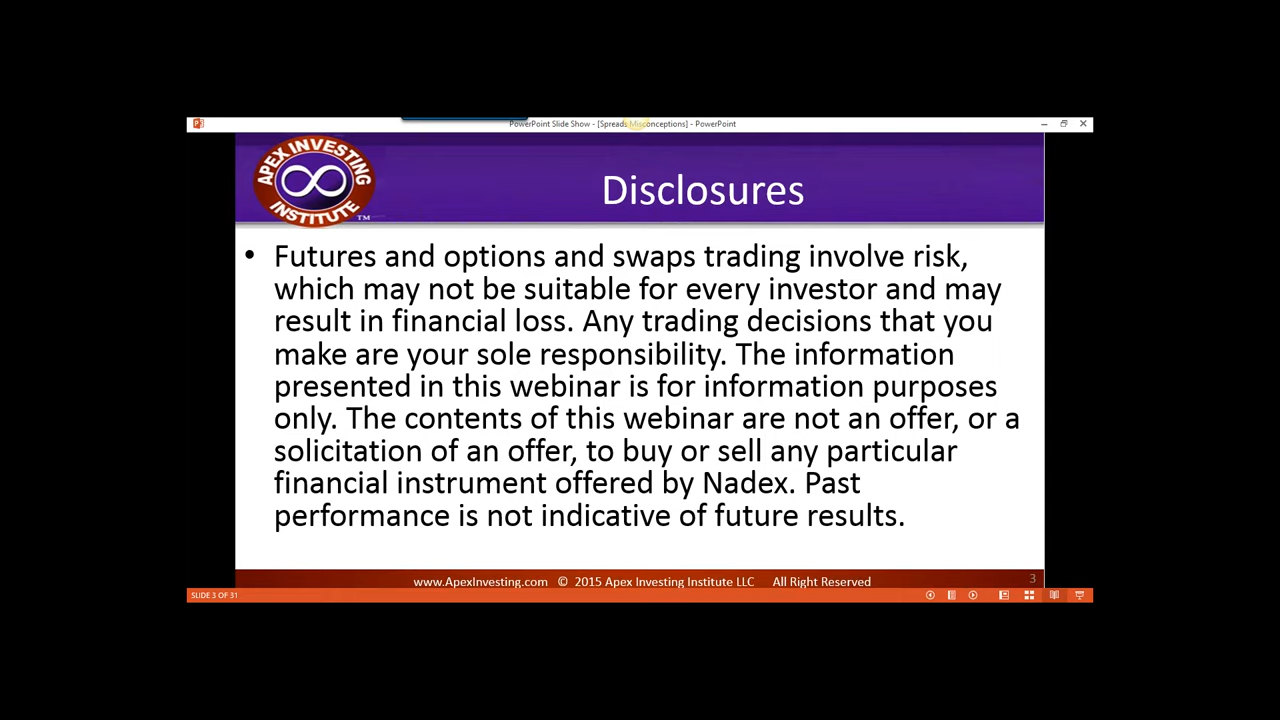 PowerPoint Slide Show - [Spreads Misconceptions] - PowerPoint
APEX INVESTING
INSTITUTE
TM
Disclosures
• Futures and options and swaps trading involve risk,
which may not be suitable for every investor and may
result in financial loss. Any trading decisions that you
make are your sole responsibility. The information
presented in this webinar is for information purposes
only. The contents of this webinar are not an offer, or a
solicitation of an offer, to buy or sell any particular
financial instrument offered by Nadex. Past
performance is not indicative of future results.
www.ApexInvesting.com © 2015 Apex Investing Institute LLC All Right Reserved
3
SLIDE 3 OF 31